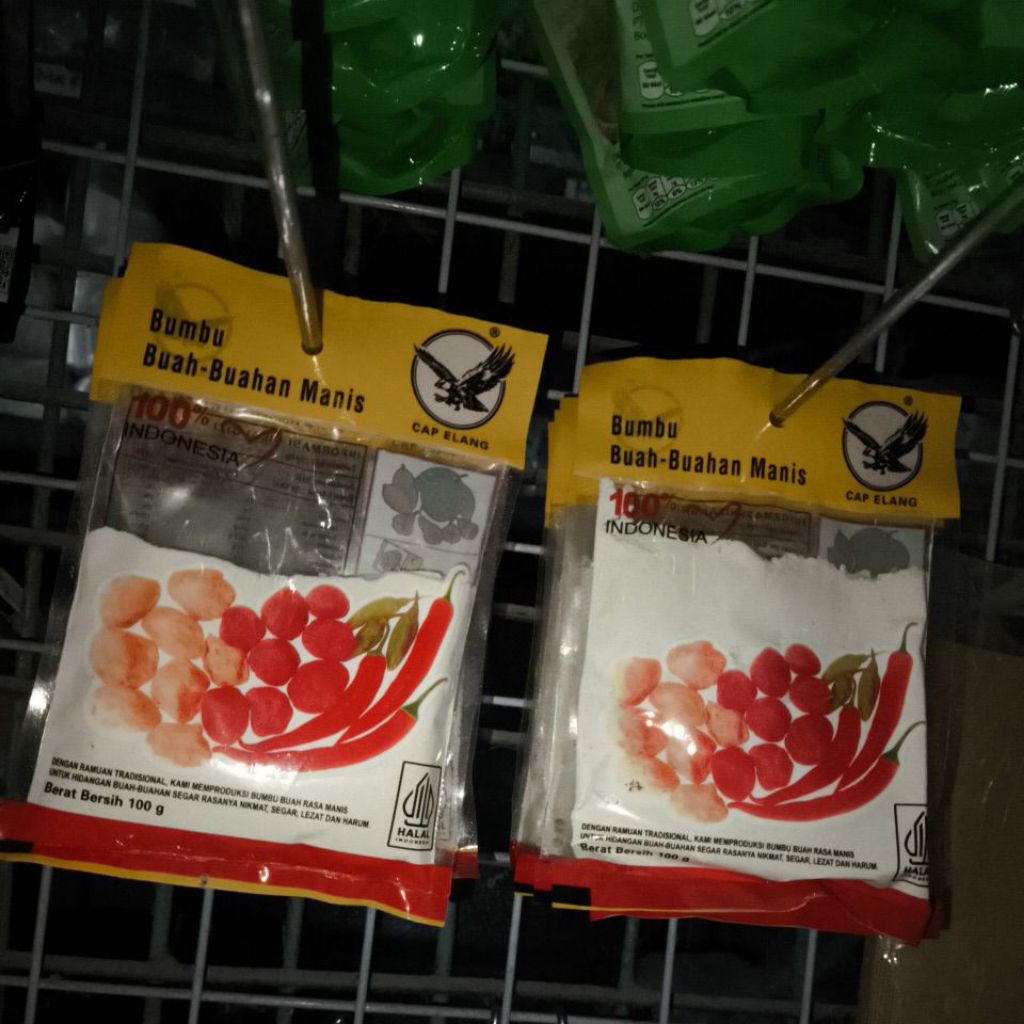 Bumbu
Buah-Buahan Manis
®
CAP ELANG
100%
INDONESIA
DENGAN RAMUAN TRADISIONAL, KAMI MEMPRODUKSI BUMBU BUAH RASA MANIS
UNTUK HIDANGAN BUAH-BUAHAN SEGAR RASANYA NIKMAT, SEGAR, LEZAT DAN HARUM.
Berat Bersih 100 g
HALAL
INDONESIA
Bumbu
Buah-Buahan Manis
®
CAP ELANG
100%
INDONESIA
DENGAN RAMUAN TRADISIONAL, KAMI MEMPRODUKSI BUMBU BUAH RASA MANIS
UNTUK HIDANGAN BUAH-BUAHAN SEGAR RASANYA NIKMAT, SEGAR, LEZAT DAN HARUM.
Berat Bersih 100 g
HALAL